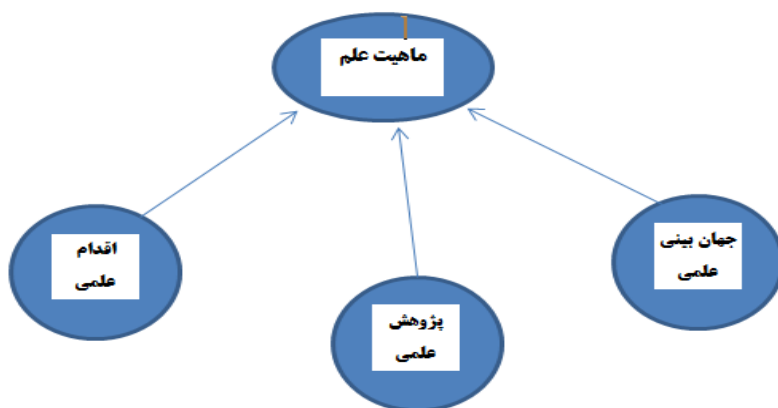 ماهیت علم
جهان بینی
علمی
پژوهش
علمی
اقدام
علمی